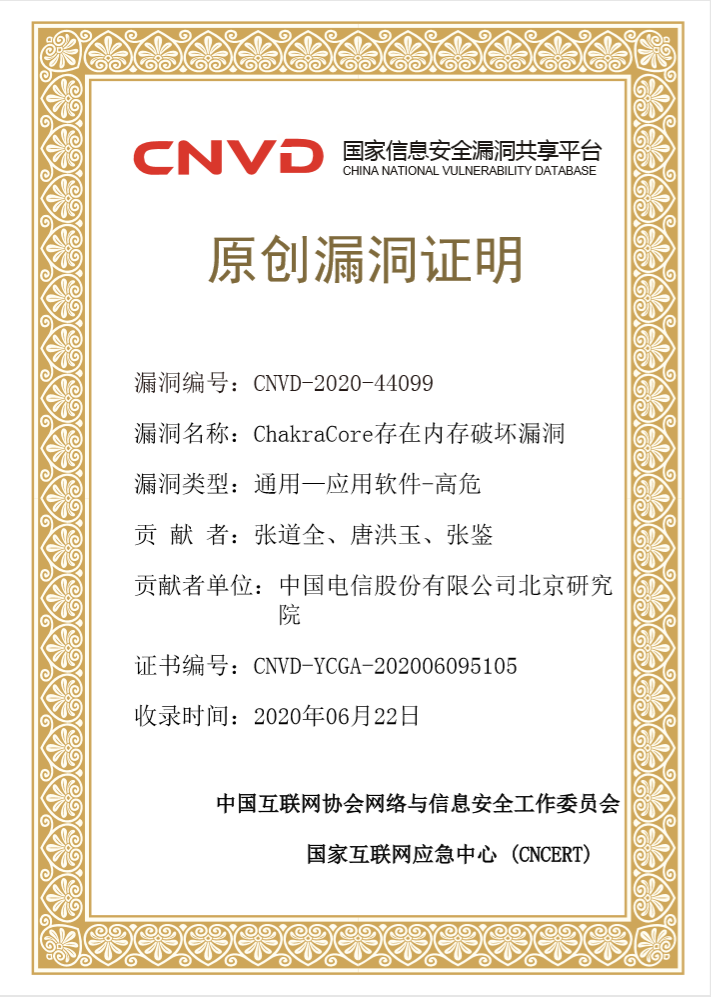 CNVD 国家信息安全漏洞共享平台
CHINA NATIONAL VULNERABILITY DATABASE
原创漏洞证明
漏洞编号：CNVD-2020-44099
漏洞名称：ChakraCore存在内存破坏漏洞
漏洞类型：通用—应用软件-高危
贡 献 者：张道全、唐洪玉、张鉴
贡献者单位：中国电信股份有限公司北京研究
院
证书编号：CNVD-YCGA-202006095105
收录时间：2020年06月22日
中国互联网协会网络与信息安全工作委员会
国家互联网应急中心 (CNCERT)